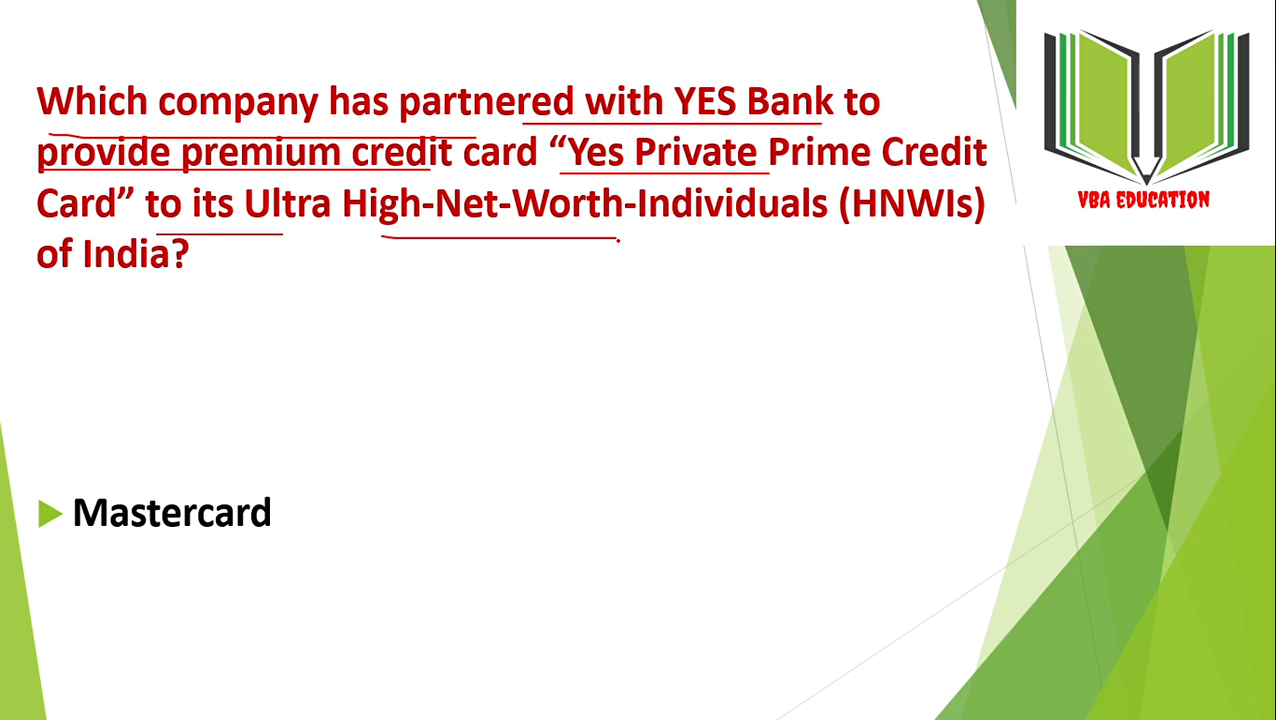 Which company has partnered with YES Bank to
provide premium credit card “Yes Private Prime Credit
Card” to its Ultra High-Net-Worth-Individuals (HNWIs)
of India?
VBA EDUCATION
Mastercard